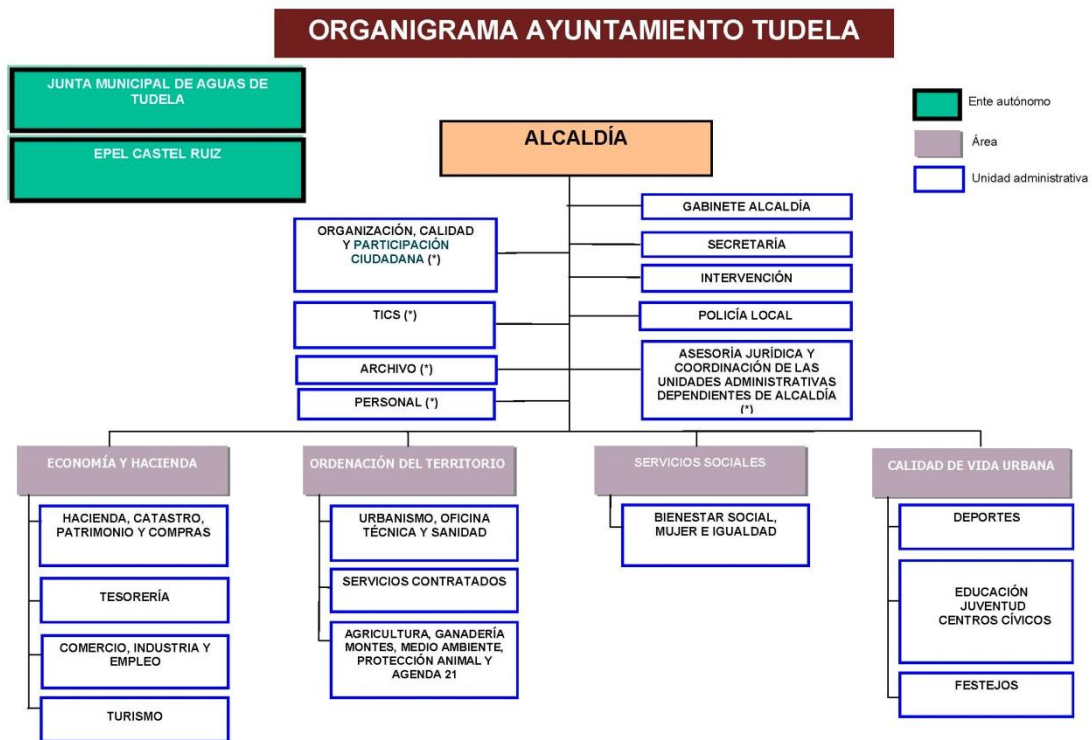 ORGANIGRAMA AYUNTAMIENTO TUDELA
JUNTA MUNICIPAL DE AGUAS DE
TUDELA
EPEL CASTEL RUIZ
Ente autónomo
Área
Unidad administrativa
ALCALDÍA
GABINETE ALCALDÍA
ORGANIZACIÓN, CALIDAD
Y PARTICIPACIÓN
CIUDADANA (*)
SECRETARÍA
INTERVENCIÓN
TICS (*)
POLICÍA LOCAL
ARCHIVO (*)
ASESORÍA JURÍDICA Y
COORDINACIÓN DE LAS
UNIDADES ADMINISTRATIVAS
DEPENDIENTES DE ALCALDÍA
(*)
PERSONAL (*)
ECONOMÍA Y HACIENDA
HACIENDA, CATASTRO,
PATRIMONIO Y COMPRAS
TESORERÍA
COMERCIO, INDUSTRIA Y
EMPLEO
TURISMO
ORDENACIÓN DEL TERRITORIO
URBANISMO, OFICINA
TÉCNICA Y SANIDAD
SERVICIOS CONTRATADOS
AGRICULTURA, GANADERÍA
MONTES, MEDIO AMBIENTE,
PROTECCIÓN ANIMAL Y
AGENDA 21
SERVICIOS SOCIALES
BIENESTAR SOCIAL,
MUJER E IGUALDAD
CALIDAD DE VIDA URBANA
DEPORTES
EDUCACIÓN
JUVENTUD
CENTROS CÍVICOS
FESTEJOS